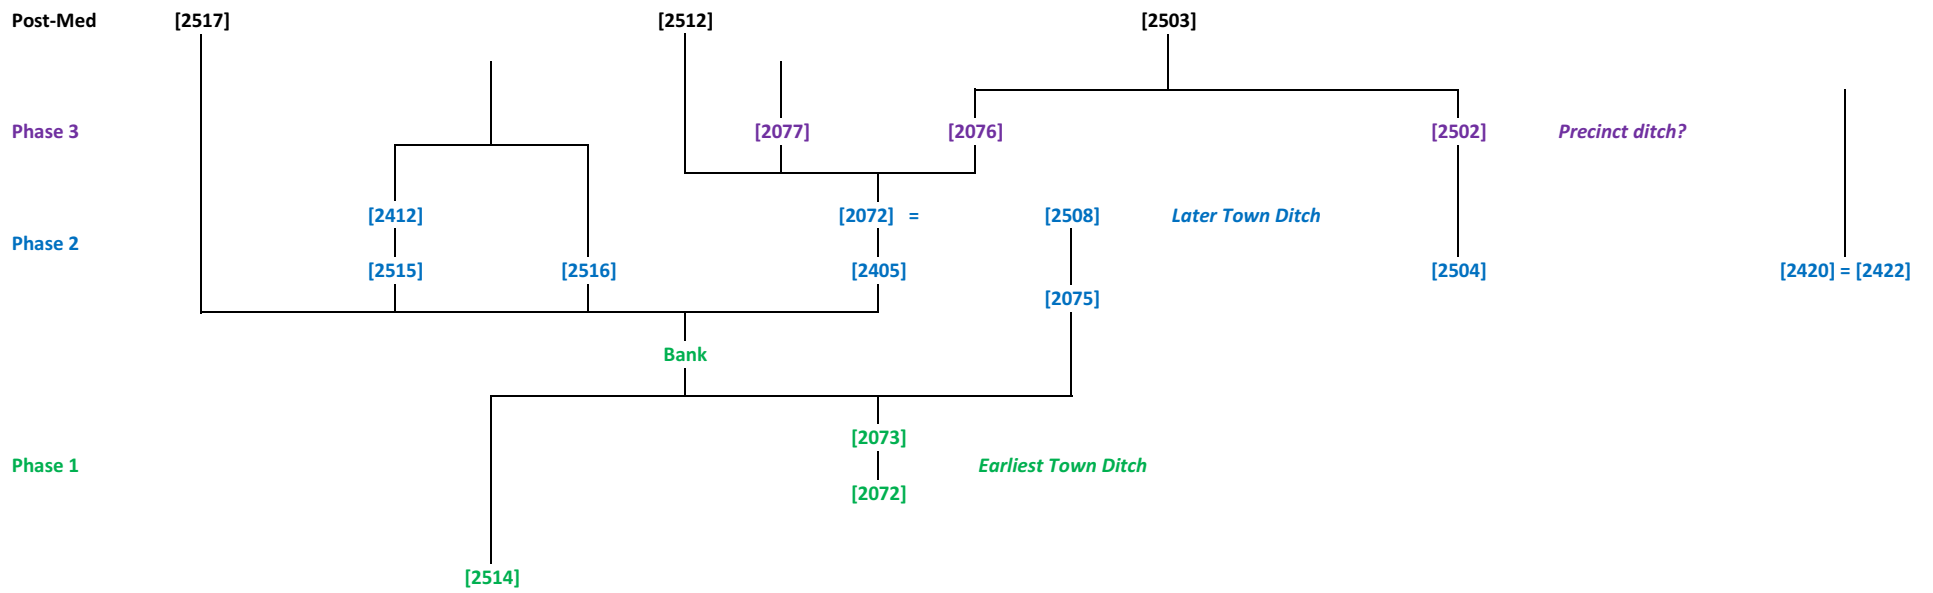 Post-Med [2517] [2512] [2503]
Phase 3 [2077] [2076] [2502] Precinct ditch?
[2412] [2072] = [2508] Later Town Ditch
Phase 2
[2515] [2516] [2405] [2504] [2420] = [2422]
[2075]
Bank
[2073]
Phase 1 Earliest Town Ditch
[2072]
[2514]